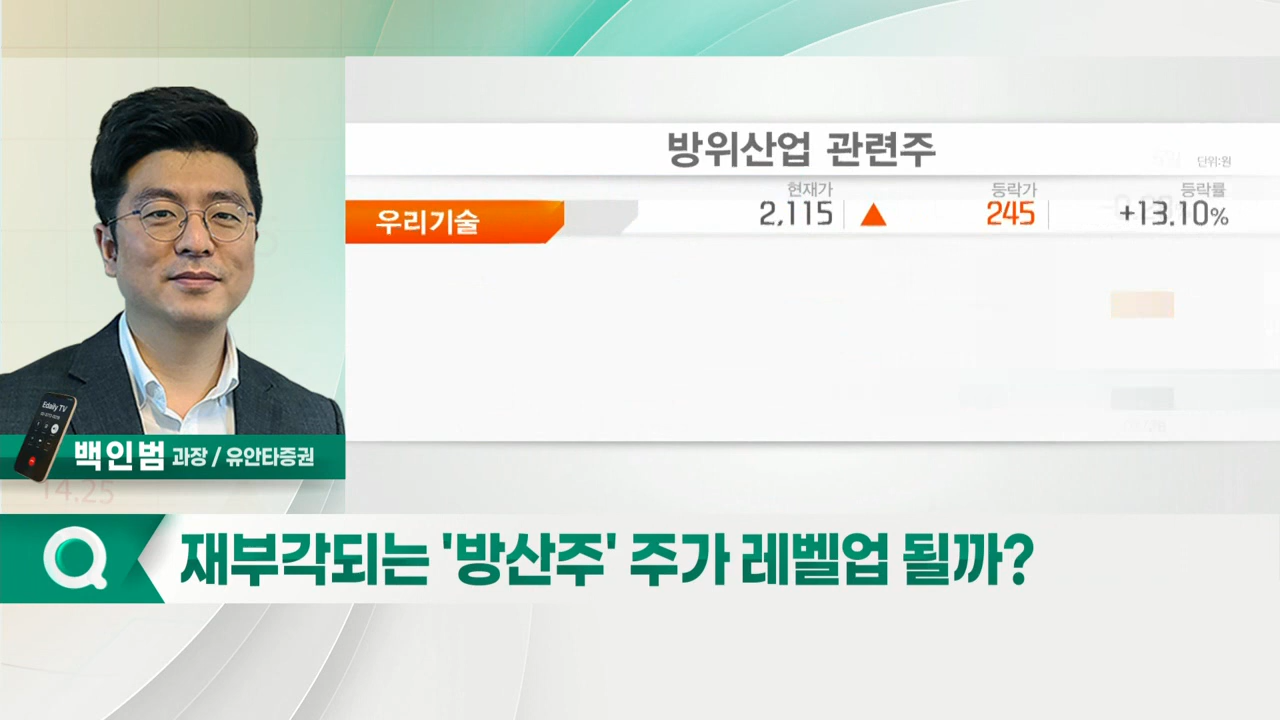 방위산업 관련주
단위:원
현재가 등락가 등락률
우리기술 2,115 ▲ 245 +13.10%
Edaily TV
백인범 과장 / 유안타증권
14.25
Q 재부각되는 '방산주' 주가 레벨업 될까?